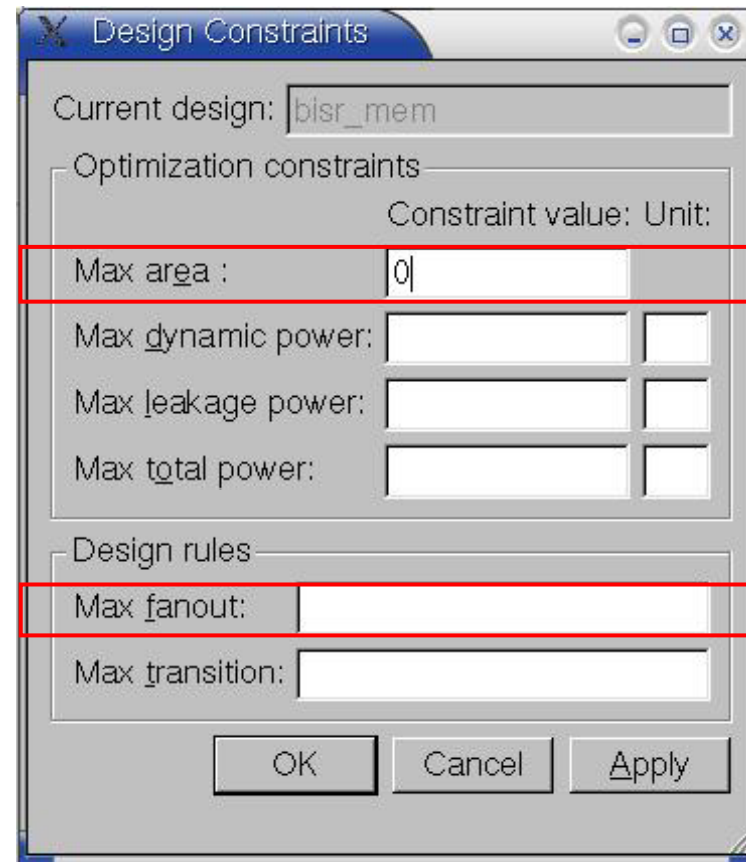 Design Constraints
Current design: bisr_mem
Optimization constraints
Constraint value: Unit:
Max area : 0
Max dynamic power:
Max leakage power:
Max total power:
Design rules
Max fanout:
Max transition:
OK Cancel Apply